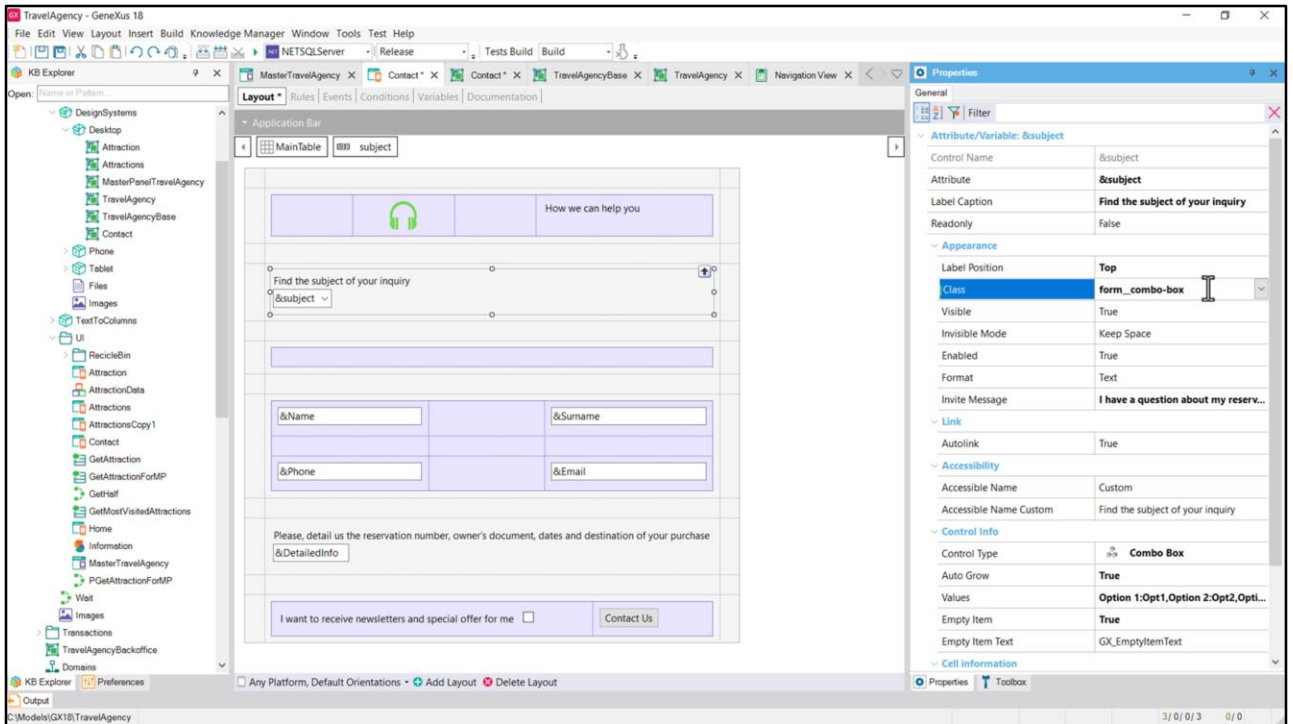 TravelAgency - GeneXus 18
File Edit View Layout Insert Build Knowledge Manager Window Tools Test Help
NETSQLServer Release Tests Build Build
KB Explorer
Open: Name or Pattern...
DesignSystems
Desktop
Attraction
Attractions
MasterPanelTravelAgency
TravelAgency
TravelAgencyBase
Contact
Phone
Tablet
Files
Images
TextToColumns
UI
RecicleBin
Attraction
AttractionData
Attractions
AttractionsCopy1
Contact
GetAttraction
GetAttractionForMP
GetHalf
GetMostVisitedAttractions
Home
Information
MasterTravelAgency
PGetAttractionForMP
Wait
Images
Transactions
TravelAgencyBackoffice
Domains
KB Explorer Preferences
Output
C:\Models\GX18\TravelAgency
MasterTravelAgency X Contact* X Contact* X TravelAgencyBase X TravelAgency X Navigation View X
Layout * Rules Events Conditions Variables Documentation
Application Bar
MainTable subject
How we can help you
Find the subject of your inquiry
&subject
&Name &Surname
&Phone &Email
Please, detail us the reservation number, owner's document, dates and destination of your purchase
&DetailedInfo
I want to receive newsletters and special offer for me Contact Us
Any Platform, Default Orientations Add Layout Delete Layout
Properties
General
Filter
Attribute/Variable: &subject
Control Name &subject
Attribute &subject
Label Caption Find the subject of your inquiry
Readonly False
Appearance
Label Position Top
Class form__combo-box
Visible True
Invisible Mode Keep Space
Enabled True
Format Text
Invite Message I have a question about my reserv...
Link
Autolink True
Accessibility
Accessible Name Custom
Accessible Name Custom Find the subject of your inquiry
Control Info
Control Type Combo Box
Auto Grow True
Values Option 1:Opt1,Option 2:Opt2,Opti...
Empty Item True
Empty Item Text GX_EmptyItemText
Cell information
Properties Toolbox
3/0/0/3 0/0